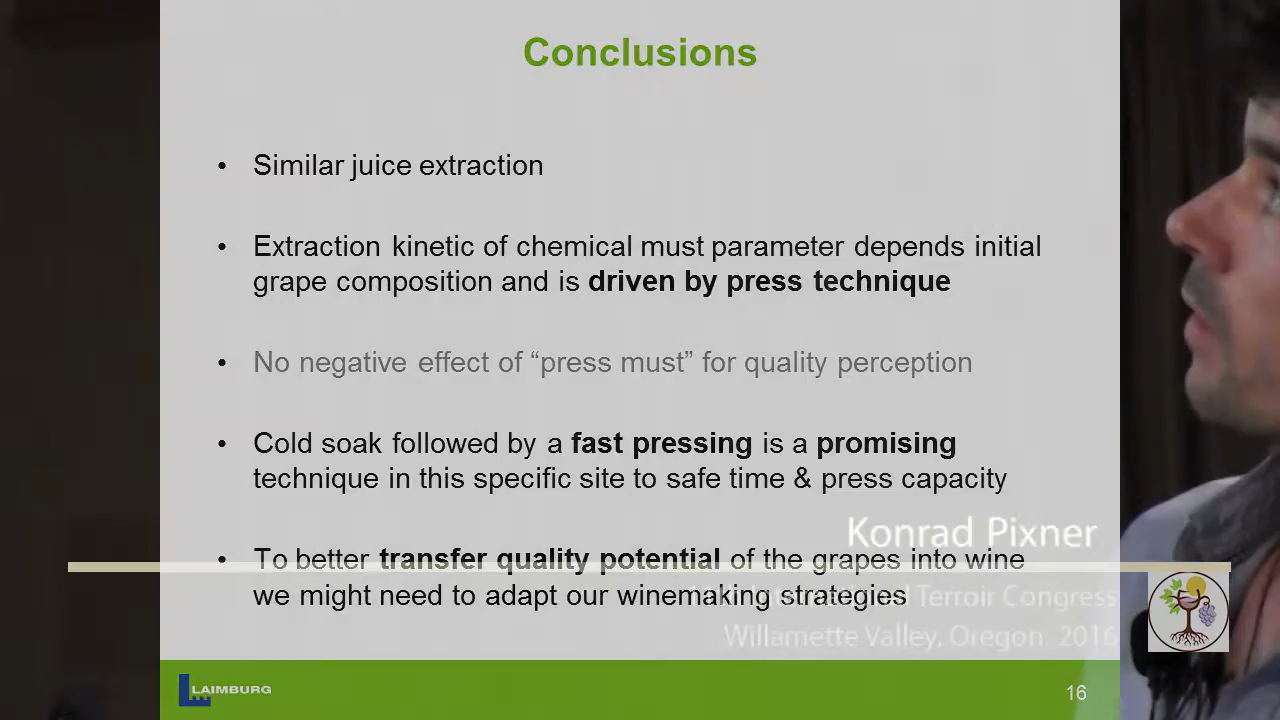 Conclusions
• Similar juice extraction
• Extraction kinetic of chemical must parameter depends initial
grape composition and is driven by press technique
• No negative effect of “press must” for quality perception
• Cold soak followed by a fast pressing is a promising
technique in this specific site to safe time & press capacity
Konrad Pixner
• To better transfer quality potential of the grapes into wine
we might need to adapt our winemaking strategies
International Terroir Congress
Willamette Valley, Oregon. 2016
LAIMBURG
16